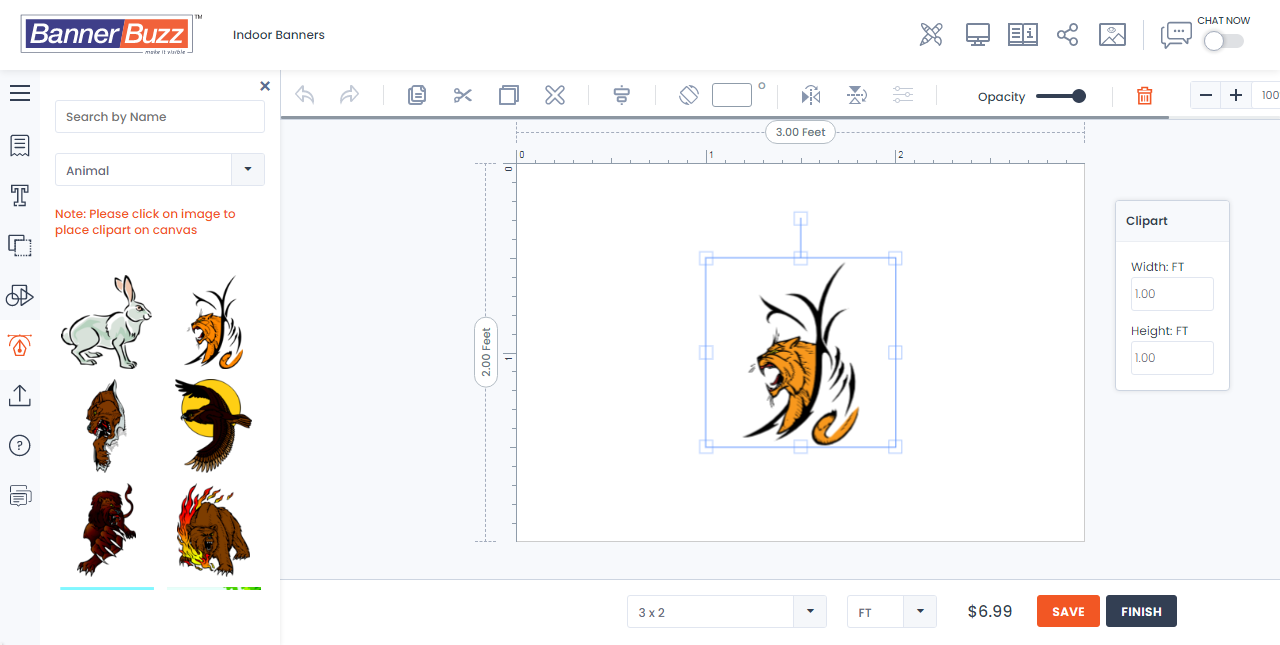 BannerBuzz™
make it visible
Indoor Banners
CHAT NOW
Search by Name
Animal
Note: Please click on image to
place clipart on canvas
Opacity
100
3.00 Feet
0
1
2
0
1
2.00 Feet
Clipart
Width: FT
1.00
Height: FT
1.00
3 x 2
FT
$6.99
SAVE
FINISH